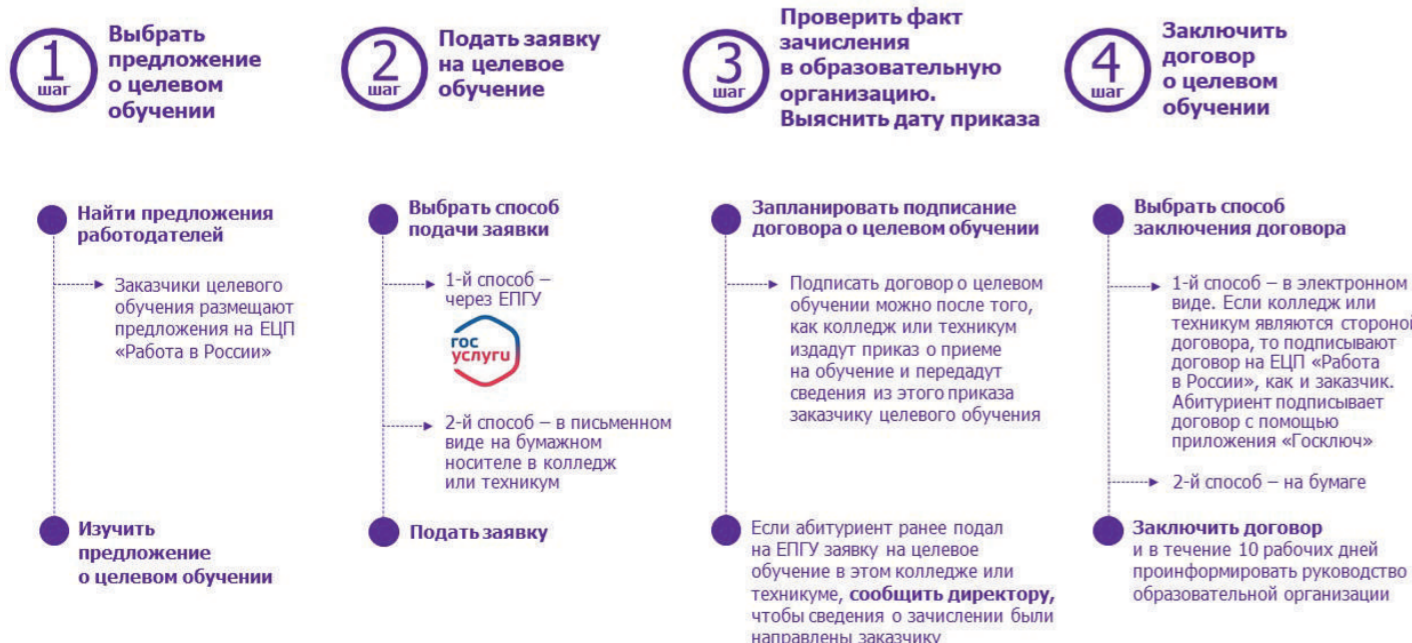 1
шаг
Выбрать
предложение
о целевом
обучении
Найти предложения
работодателей
Заказчики целевого
обучения размещают
предложения на ЕЦП
«Работа в России»
Изучить
предложение
о целевом обучении
2
шаг
Подать заявку
на целевое
обучение
Выбрать способ
подачи заявки
1-й способ –
через ЕПГУ
гос
услуги
2-й способ – в письменном
виде на бумажном
носителе в колледж
или техникум
Подать заявку
3
шаг
Проверить факт
зачисления
в образовательную
организацию.
Выяснить дату приказа
Запланировать подписание
договора о целевом обучении
Подписать договор о целевом
обучении можно после того,
как колледж или техникум
издадут приказ о приеме
на обучение и передадут
сведения из этого приказа
заказчику целевого обучения
Если абитуриент ранее подал
на ЕПГУ заявку на целевое
обучение в этом колледже или
техникуме, сообщить директору,
чтобы сведения о зачислении были
направлены заказчику
4
шаг
Заключить
договор
о целевом
обучении
Выбрать способ
заключения договора
1-й способ – в электронном
виде. Если колледж или
техникум являются стороной
договора, то подписывают
договор на ЕЦП «Работа
в России», как и заказчик.
Абитуриент подписывает
договор с помощью
приложения «Госключ»
2-й способ – на бумаге
Заключить договор
и в течение 10 рабочих дней
проинформировать руководство
образовательной организации